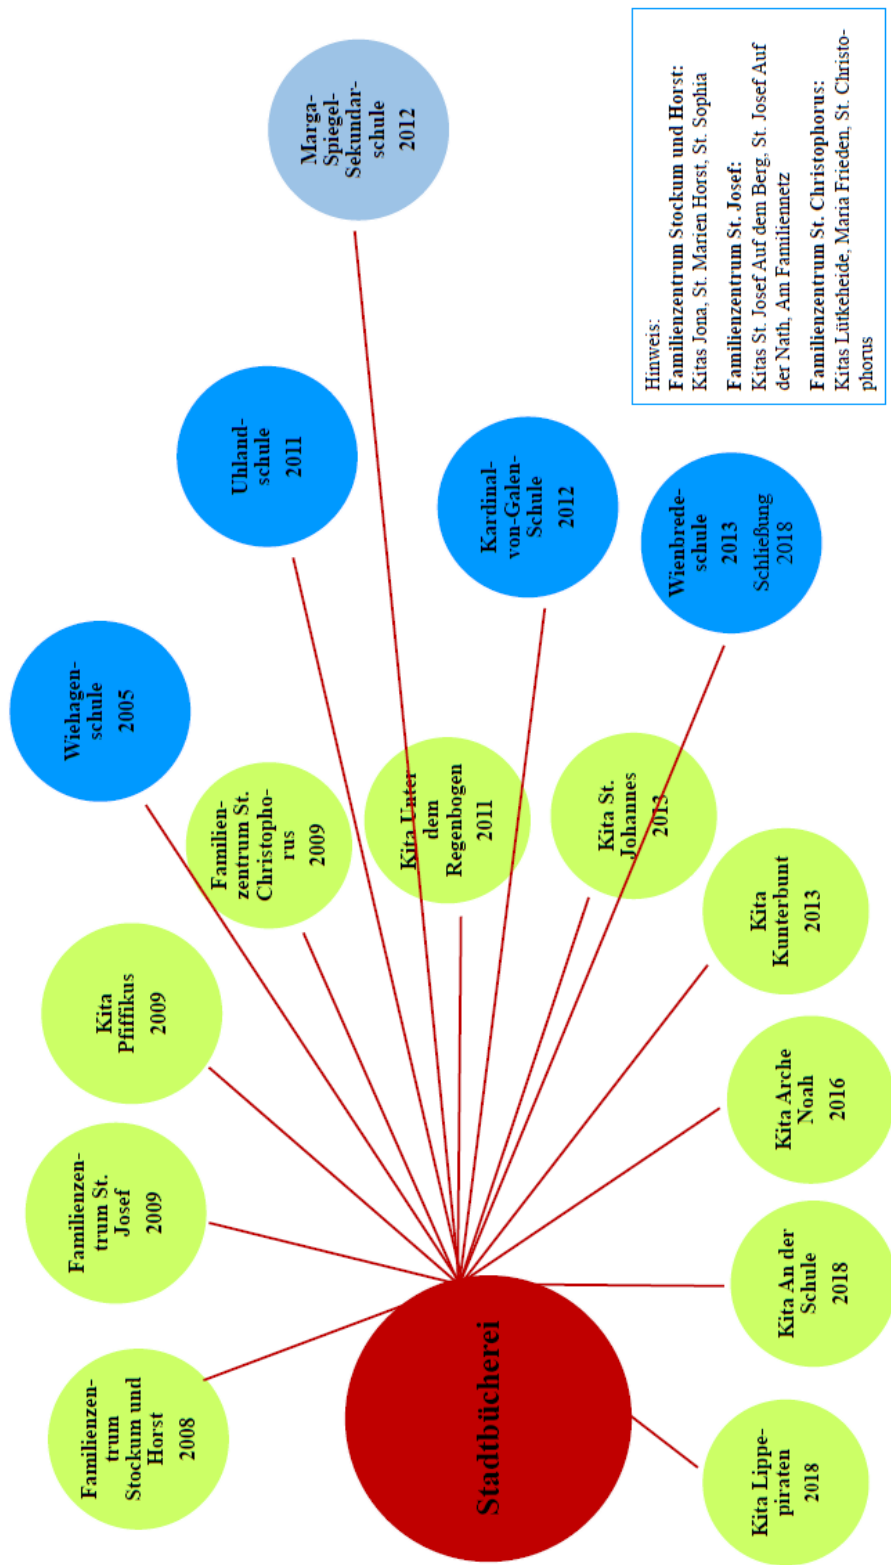 Familienzen-
trum
Stockum und
Horst
2008
Familienzen-
trum St.
Josef
2009
Kita
Pfiffikus
2009
Wiehagen-
schule
2005
Familien-
zentrum St.
Christopho-
rus
2009
Uhland-
schule
2011
Marga-
Spiegel-
Sekundar-
schule
2012
Kita Unter
dem
Regenbogen
2011
Kardinal-
von-Galen-
Schule
2012
Stadtbücherei
Kita St.
Johannes
2013
Wienbrede-
schule
2013
Schließung
2018
Kita Lippe-
piraten
2018
Kita An der
Schule
2018
Kita Arche
Noah
2016
Kita
Kunterbunt
2013
Hinweis:
Familienzentrum Stockum und Horst:
Kitas Jona, St. Marien Horst, St. Sophia
Familienzentrum St. Josef:
Kitas St. Josef Auf dem Berg, St. Josef Auf
der Nath, Am Familiennetz
Familienzentrum St. Christophorus:
Kitas Lütkeheide, Maria Frieden, St. Christo-
phorus